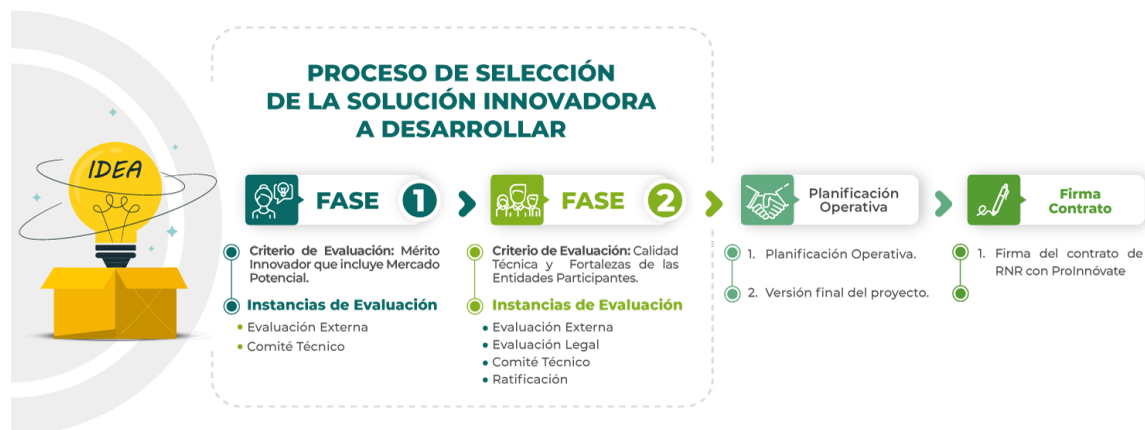 PROCESO DE SELECCIÓN
DE LA SOLUCIÓN INNOVADORA
A DESARROLLAR
IDEA
FASE 1
Criterio de Evaluación: Mérito
Innovador que incluye Mercado
Potencial.
Instancias de Evaluación
• Evaluación Externa
• Comité Técnico
FASE 2
Criterio de Evaluación: Calidad
Técnica y Fortalezas de las
Entidades Participantes.
Instancias de Evaluación
• Evaluación Externa
• Evaluación Legal
• Comité Técnico
• Ratificación
Planificación
Operativa
1. Planificación Operativa.
2. Versión final del proyecto.
Firma
Contrato
1. Firma del contrato de
RNR con ProInnóvate